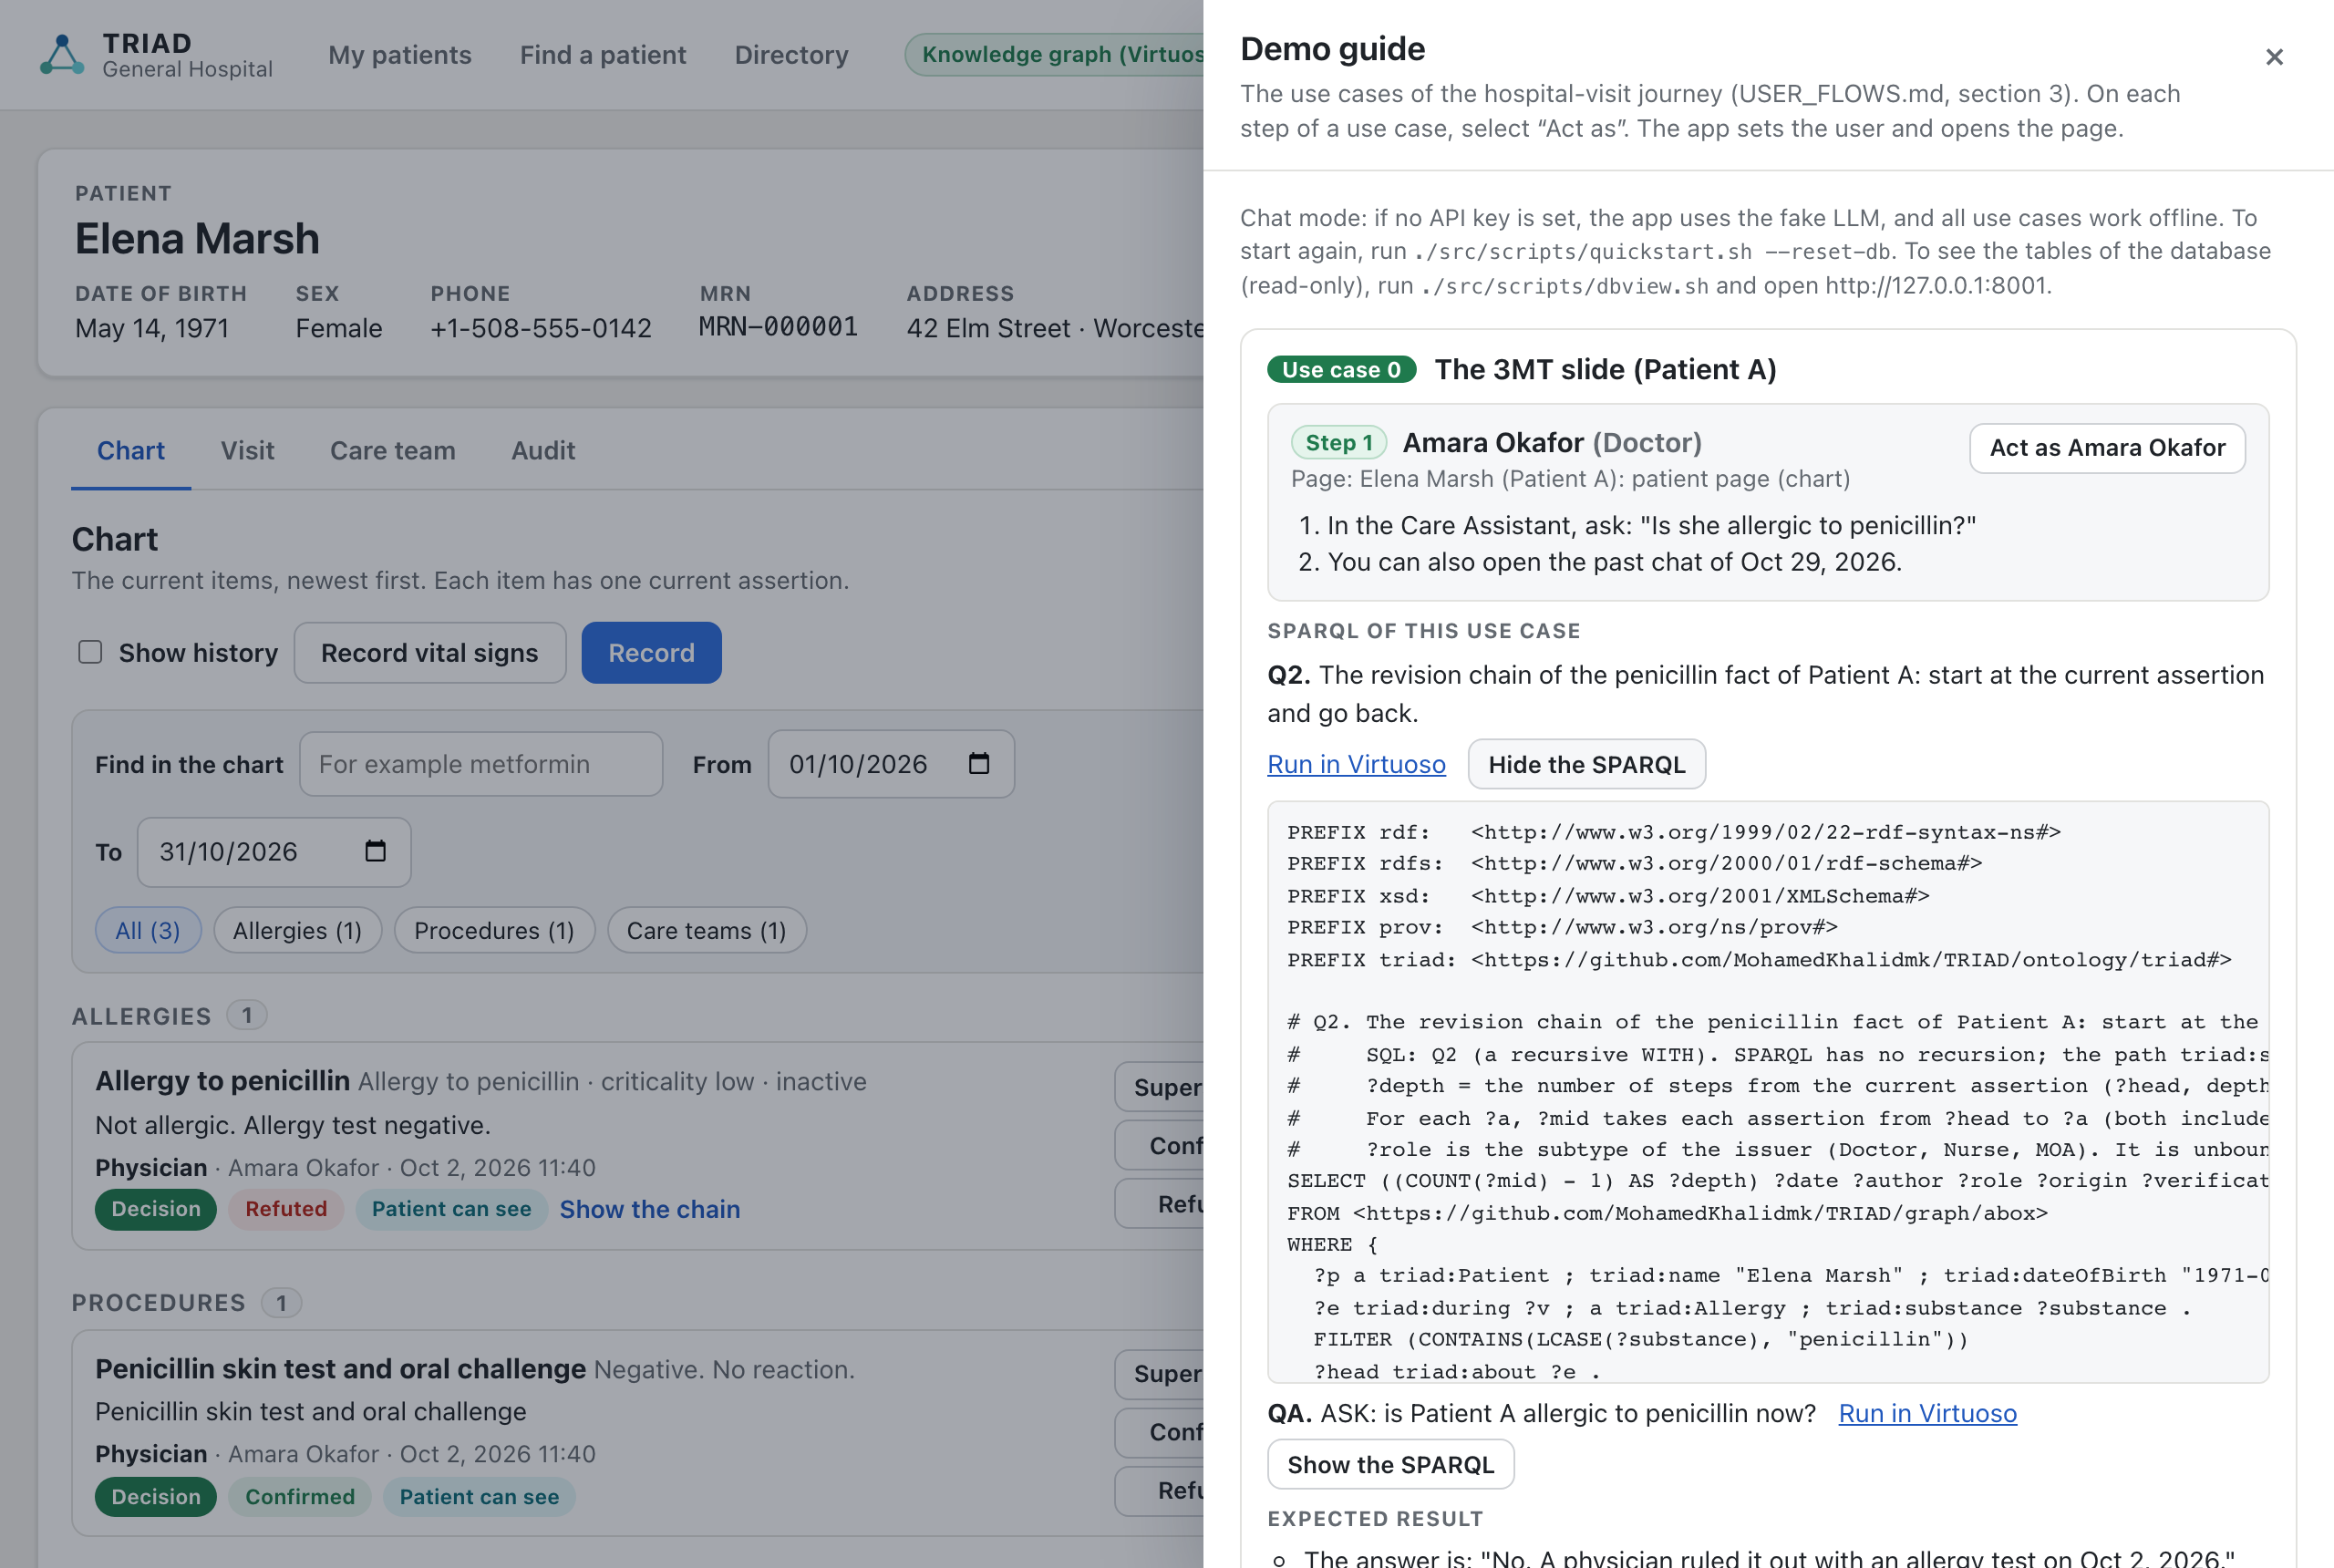 TRIAD
General Hospital
My patients
Find a patient
Directory
Knowledge graph (Virtuos
PATIENT
Elena Marsh
DATE OF BIRTH
May 14, 1971
SEX
Female
PHONE
+1-508-555-0142
MRN
MRN-000001
ADDRESS
42 Elm Street · Worceste
Chart
Visit
Care team
Audit
Chart
The current items, newest first. Each item has one current assertion.
Show history
Record vital signs
Record
Find in the chart
For example metformin
From
01/10/2026
To
31/10/2026
All (3)
Allergies (1)
Procedures (1)
Care teams (1)
ALLERGIES 1
Allergy to penicillin Allergy to penicillin · criticality low · inactive
Not allergic. Allergy test negative.
Physician · Amara Okafor · Oct 2, 2026 11:40
Decision
Refuted
Patient can see
Show the chain
Super
Conf
Refu
PROCEDURES 1
Penicillin skin test and oral challenge Negative. No reaction.
Penicillin skin test and oral challenge
Physician · Amara Okafor · Oct 2, 2026 11:40
Decision
Confirmed
Patient can see
Super
Conf
Refu
Demo guide
×
The use cases of the hospital-visit journey (USER_FLOWS.md, section 3). On each
step of a use case, select “Act as”. The app sets the user and opens the page.
Chat mode: if no API key is set, the app uses the fake LLM, and all use cases work offline. To
start again, run ./src/scripts/quickstart.sh --reset-db. To see the tables of the database
(read-only), run ./src/scripts/dbview.sh and open http://127.0.0.1:8001.
Use case 0 The 3MT slide (Patient A)
Step 1 Amara Okafor (Doctor)
Act as Amara Okafor
Page: Elena Marsh (Patient A): patient page (chart)
1. In the Care Assistant, ask: "Is she allergic to penicillin?"
2. You can also open the past chat of Oct 29, 2026.
SPARQL OF THIS USE CASE
Q2. The revision chain of the penicillin fact of Patient A: start at the current assertion
and go back.
Run in Virtuoso
Hide the SPARQL
PREFIX rdf:   <http://www.w3.org/1999/02/22-rdf-syntax-ns#>
PREFIX rdfs:  <http://www.w3.org/2000/01/rdf-schema#>
PREFIX xsd:   <http://www.w3.org/2001/XMLSchema#>
PREFIX prov:  <http://www.w3.org/ns/prov#>
PREFIX triad: <https://github.com/MohamedKhalidmk/TRIAD/ontology/triad#>
# Q2. The revision chain of the penicillin fact of Patient A: start at the
#     SQL: Q2 (a recursive WITH). SPARQL has no recursion; the path triad:s
#     ?depth = the number of steps from the current assertion (?head, depth
#     For each ?a, ?mid takes each assertion from ?head to ?a (both include
#     ?role is the subtype of the issuer (Doctor, Nurse, MOA). It is unboun
SELECT ((COUNT(?mid) - 1) AS ?depth) ?date ?author ?role ?origin ?verificat
FROM <https://github.com/MohamedKhalidmk/TRIAD/graph/abox>
WHERE {
  ?p a triad:Patient ; triad:name "Elena Marsh" ; triad:dateOfBirth "1971-0
  ?e triad:during ?v ; a triad:Allergy ; triad:substance ?substance .
  FILTER (CONTAINS(LCASE(?substance), "penicillin"))
  ?head triad:about ?e .
QA. ASK: is Patient A allergic to penicillin now? Run in Virtuoso
Show the SPARQL
EXPECTED RESULT
The answer is: "No. A physician ruled it out with an allergy test on Oct 2, 2026."